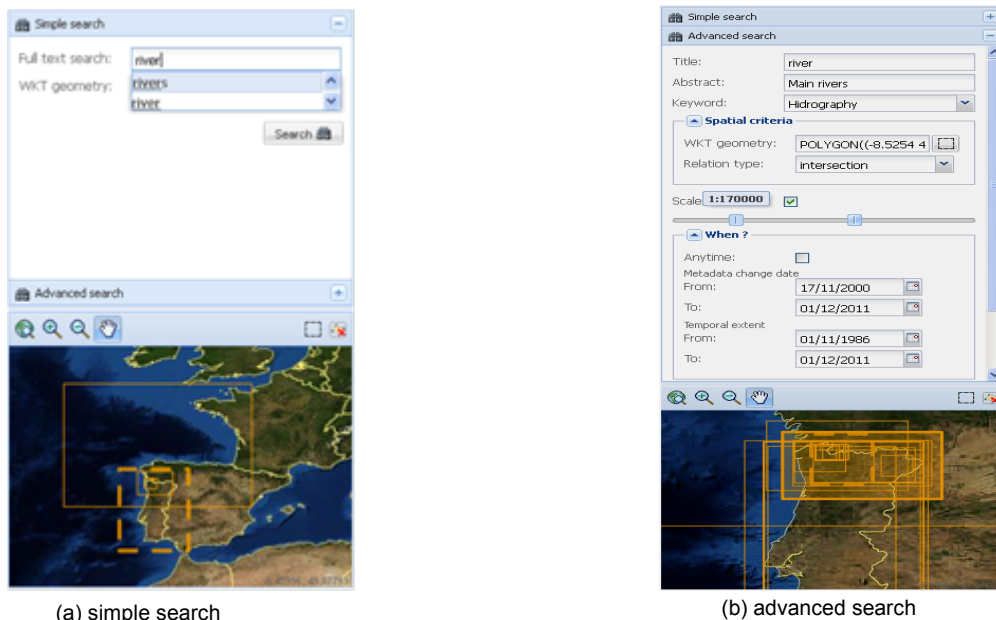 Simple search
Full text search: river
WKT geometry: rivers
river
Search
Advanced search
(a) simple search
Simple search
Advanced search
Title: river
Abstract: Main rivers
Keyword: Hidrography
Spatial criteria
WKT geometry: POLYGON((-8.5254 4
Relation type: intersection
Scale 1:170000
When ?
Anytime:
Metadata change date
From: 17/11/2000
To: 01/12/2011
Temporal extent
From: 01/11/1986
To: 01/12/2011
(b) advanced search